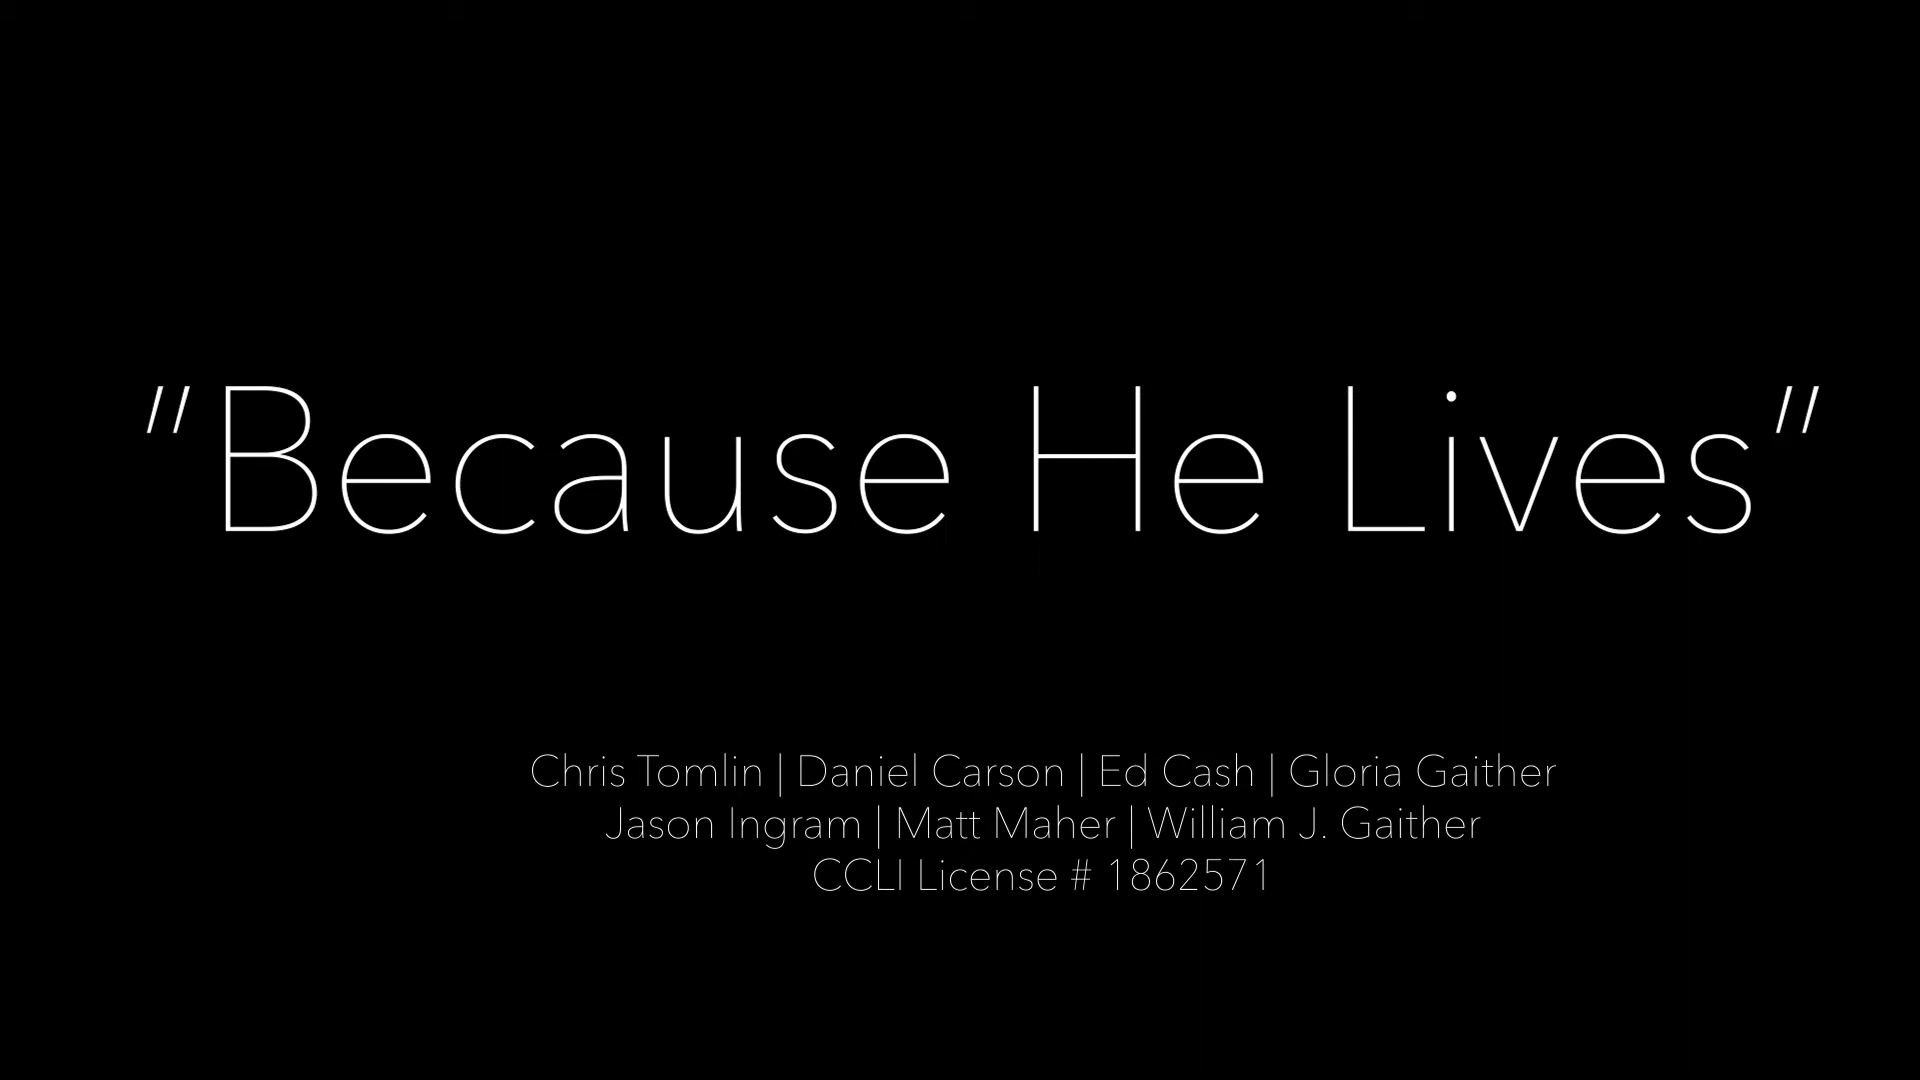 "Because He Lives"
Chris Tomlin | Daniel Carson | Ed Cash | Gloria Gaither
Jason Ingram | Matt Maher | William J. Gaither
CCLI License # 1862571